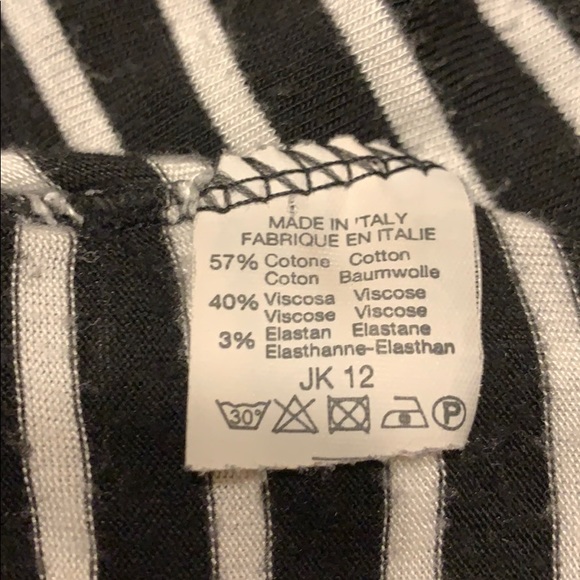 MADE IN 'TALY
FABRIQUE EN ITALIE
57% Cotone Cotton
Coton Baumwolle
40% Viscosa Viscose
Viscose Viscose
3% Elastan Elastane
Elasthanne-Elasthan
JK 12
30° P